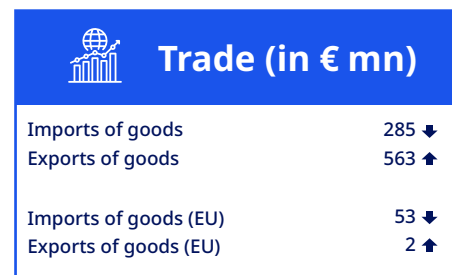 Trade (in € mn)
Imports of goods 285
Exports of goods 563
Imports of goods (EU) 53
Exports of goods (EU) 2